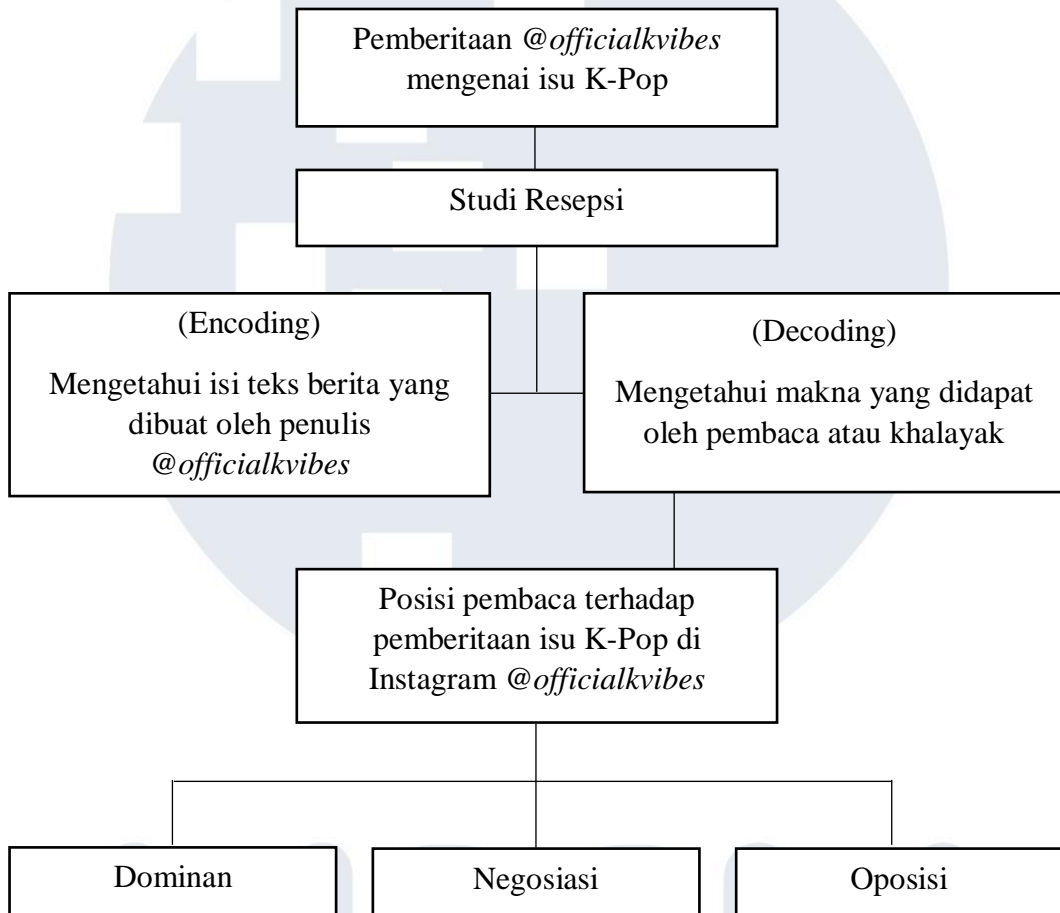 Pemberitaan @officialkvibes
mengenai isu K-Pop
Studi Resepsi
(Encoding)
Mengetahui isi teks berita yang
dibuat oleh penulis
@officialkvibes
(Decoding)
Mengetahui makna yang didapat
oleh pembaca atau khalayak
Posisi pembaca terhadap
pemberitaan isu K-Pop di
Instagram @officialkvibes
Dominan
Negosiasi
Oposisi